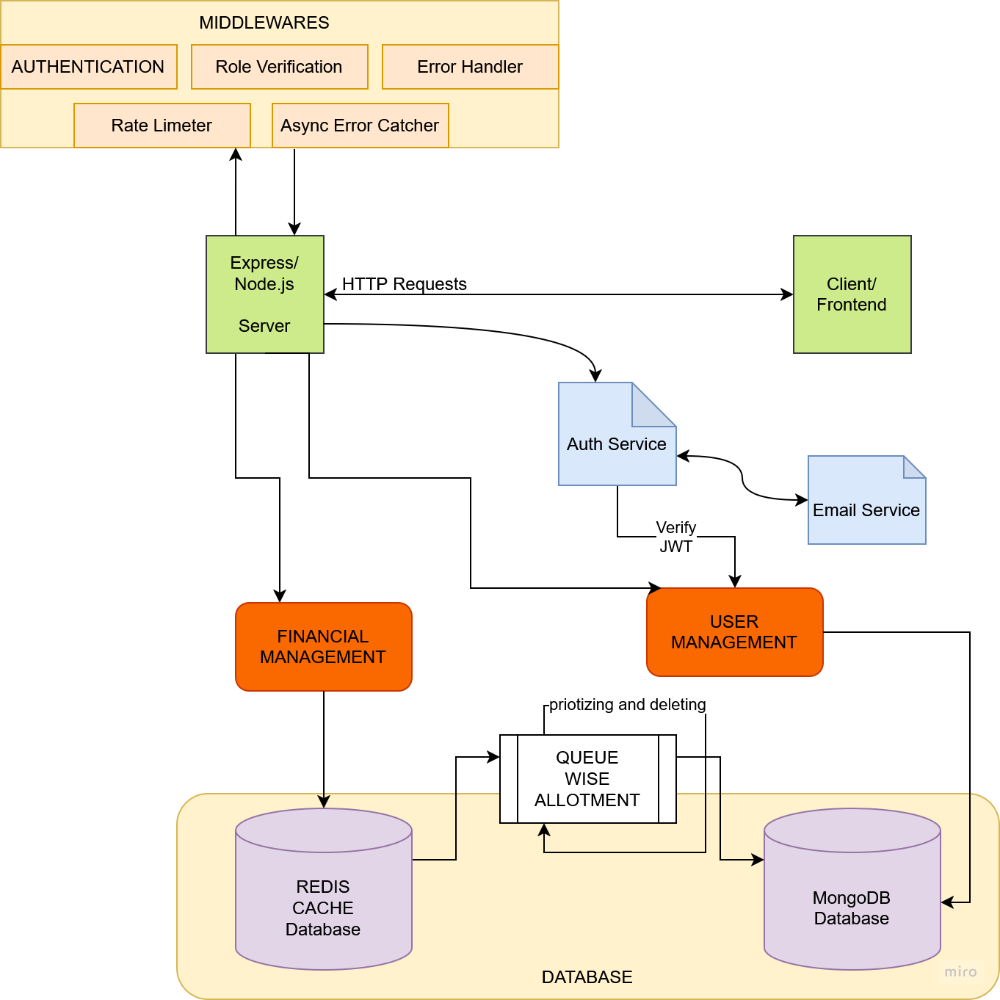 MIDDLEWARES
AUTHENTICATION
Role Verification
Error Handler
Rate Limeter
Async Error Catcher
Express/
Node.js
Server
HTTP Requests
Client/
Frontend
Auth Service
Email Service
Verify
JWT
FINANCIAL
MANAGEMENT
USER
MANAGEMENT
priotizing and deleting
QUEUE
WISE
ALLOTMENT
REDIS
CACHE
Database
MongoDB
Database
DATABASE
miro